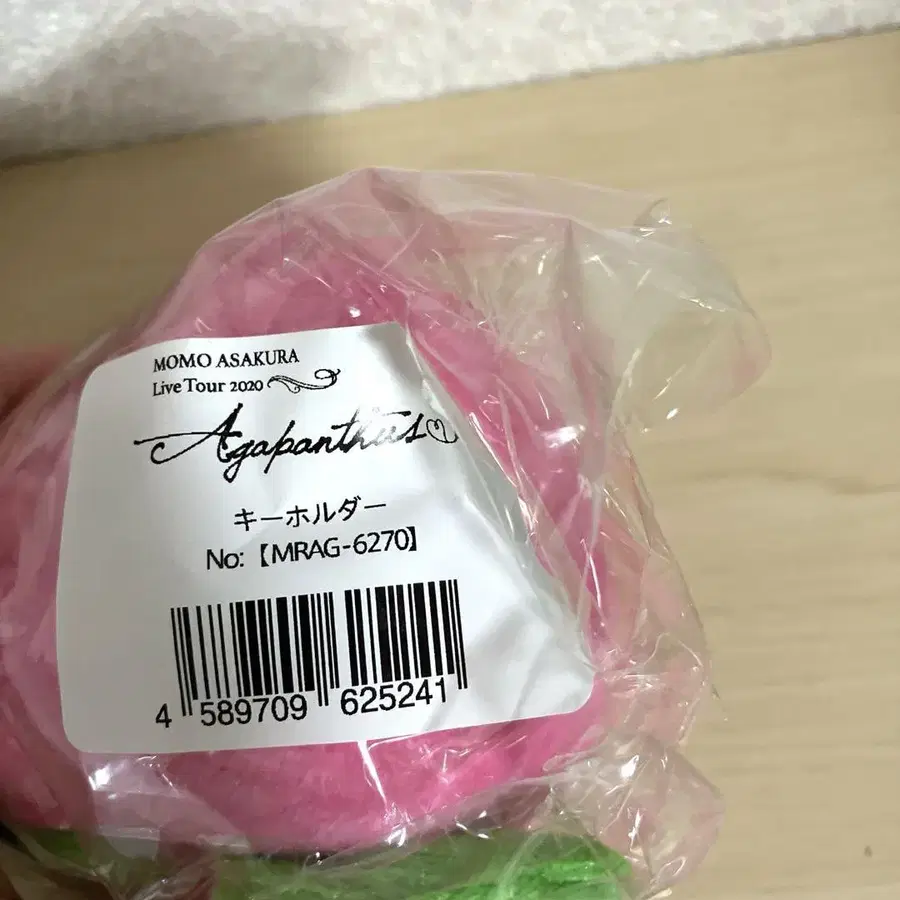 MOMO ASAKURA
Live Tour 2020
Agapanthus
キーホルダー
No:【MRAG-6270】
4 589709 625241